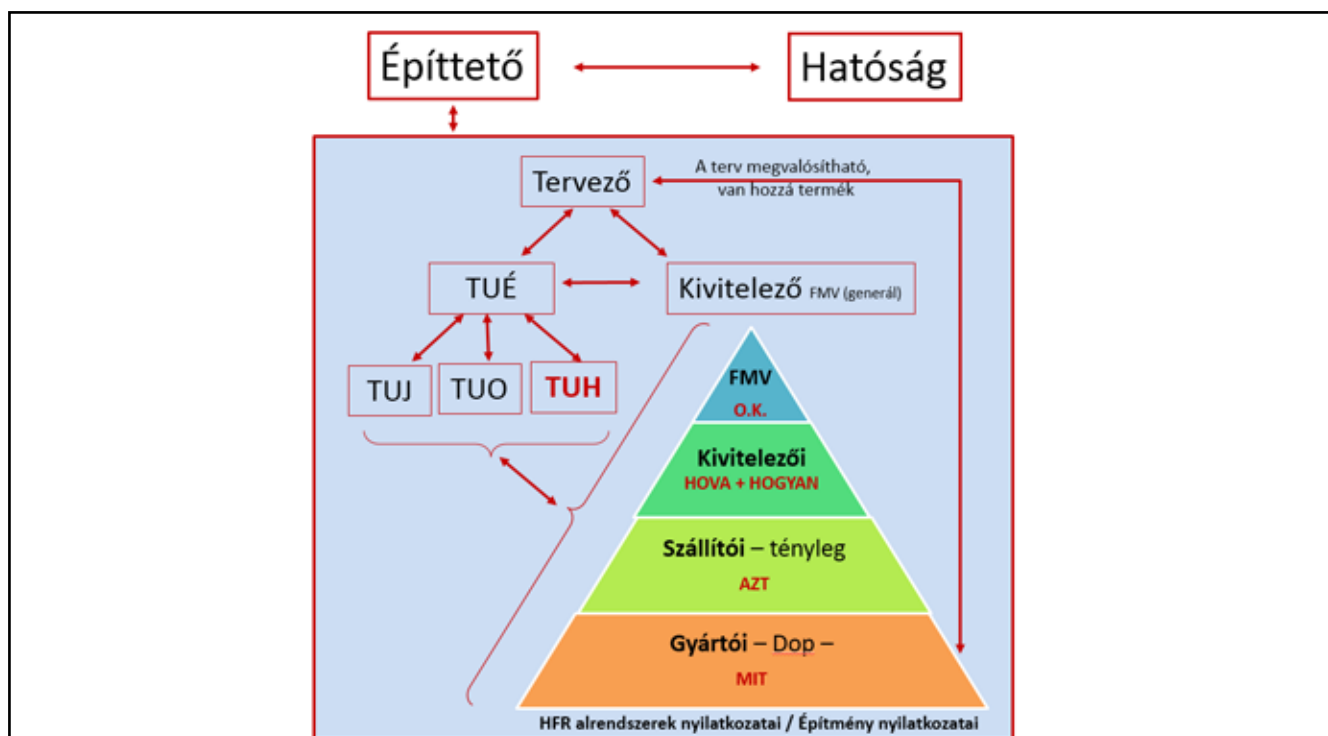 Építtető
Hatóság
Tervező
A terv megvalósítható,
van hozzá termék
TUÉ
Kivitelező FMV (generál)
TUJ
TUO
TUH
FMV
O.K.
Kivitelezői
HOVA + HOGYAN
Szállítói – tényleg
AZT
Gyártói – Dop –
MIT
HFR alrendszerek nyilatkozatai / Építmény nyilatkozatai